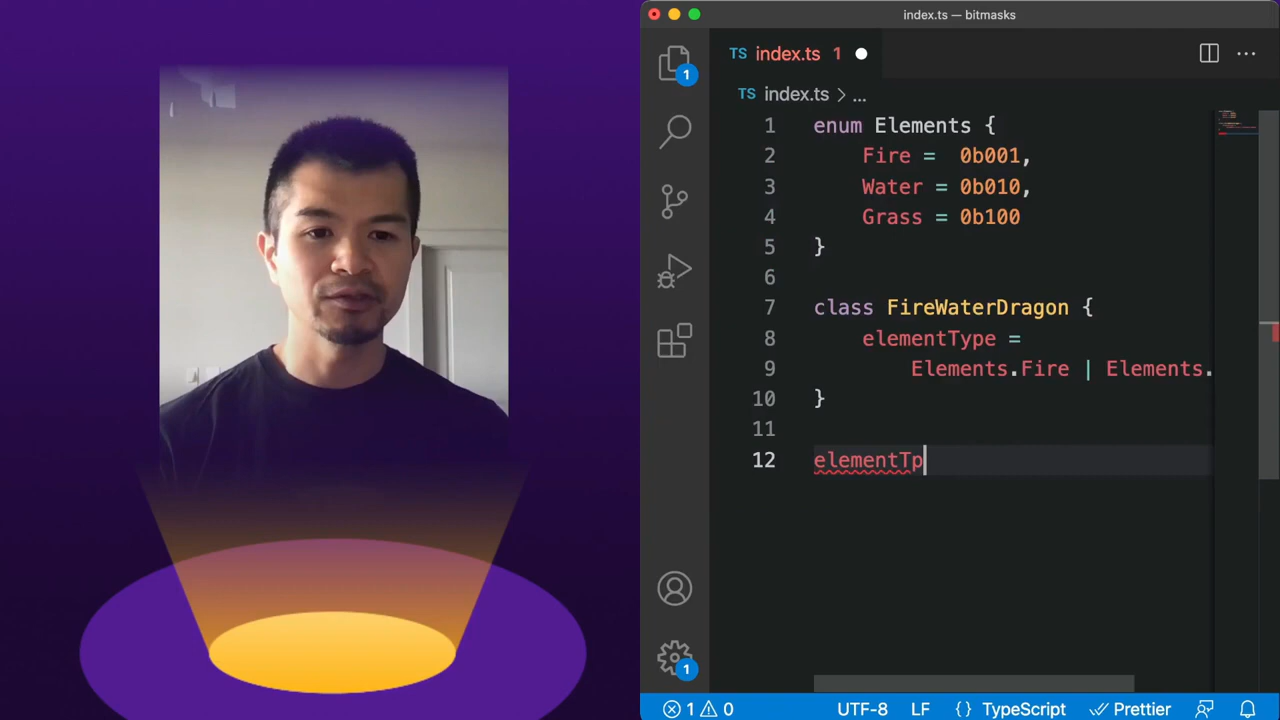 index.ts — bitmasks
TS index.ts 1
TS index.ts > ...
1 enum Elements {
2 Fire =  0b001,
3 Water = 0b010,
4 Grass = 0b100
5 }
6
7 class FireWaterDragon {
8 elementType =
9 Elements.Fire | Elements.
10 }
11
12 elementTp
1
1
1 0 UTF-8 LF {} TypeScript Prettier